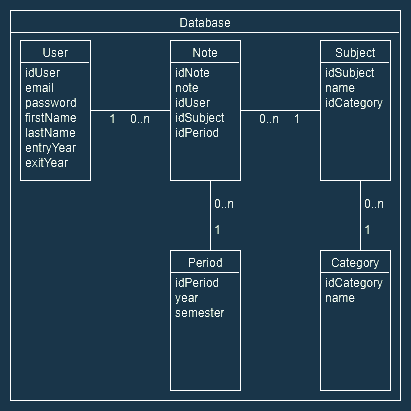 Database
User
idUser
email
password
firstName
lastName
entryYear
exitYear
1 0..n
Note
idNote
note
idUser
idSubject
idPeriod
0..n 1
Subject
idSubject
name
idCategory
0..n
1
0..n
1
Period
idPeriod
year
semester
Category
idCategory
name